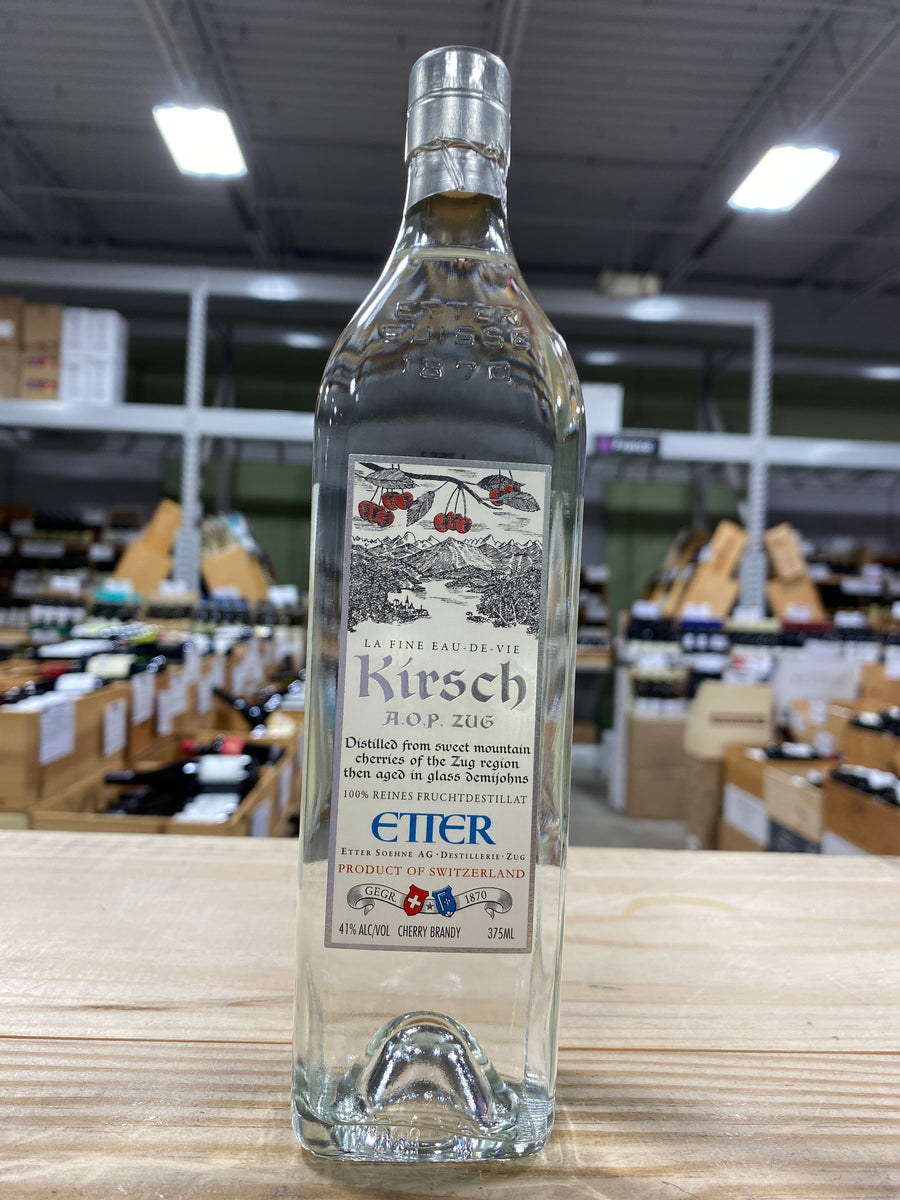 ETTER
SUISSE
1870
LA FINE EAU-DE-VIE
Kirsch
A.O.P. ZUG
Distilled from sweet mountain
cherries of the Zug region
then aged in glass demijohns
100% REINES FRUCHTDESTILLAT
ETTER
ETTER SOEHNE AG·DESTILLERIE·ZUG
PRODUCT OF SWITZERLAND
GEGR. 1870
41% ALC/VOL CHERRY BRANDY 375ML